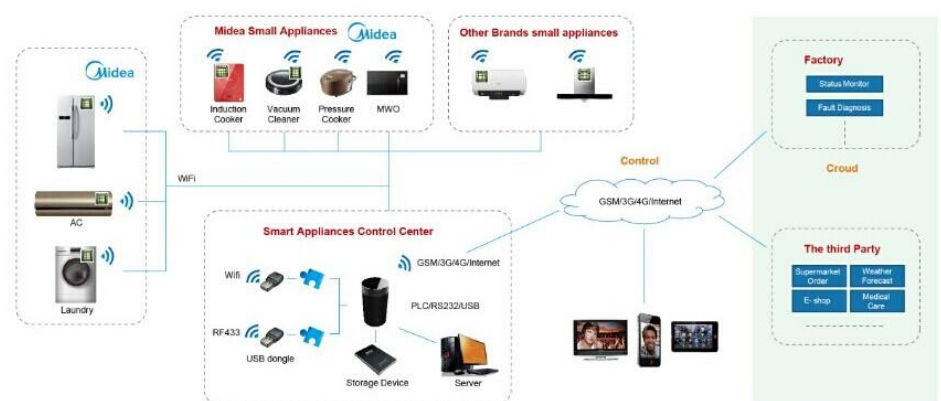 Midea
AC
Laundry
Midea Small Appliances
Midea
Induction
Cooker
Vacuum
Cleaner
Pressure
Cooker
MWO
Other Brands small appliances
WiFi
Smart Appliances Control Center
Wifi
RF433
USB dongle
GSM/3G/4G/Internet
PLC/RS232/USB
Storage Device
Server
Control
GSM/3G/4G/Internet
Factory
Status Monitor
Fault Diagnosis
Croud
The third Party
Supermarket
Order
Weather
Forecast
E- shop
Medical
Care